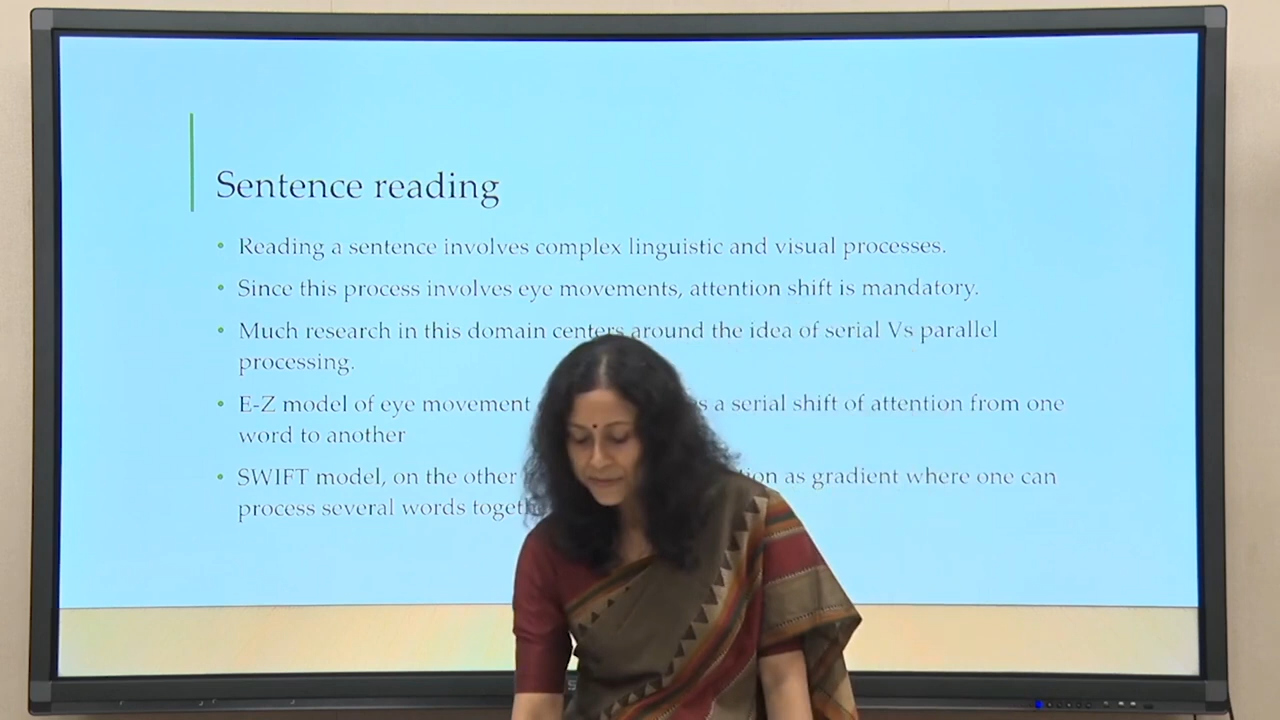 Sentence reading
• Reading a sentence involves complex linguistic and visual processes.
• Since this process involves eye movements, attention shift is mandatory.
• Much research in this domain centers around the idea of serial Vs parallel
processing.
• E-Z model of eye movement a serial shift of attention from one
word to another
• SWIFT model, on the other as gradient where one can
process several words